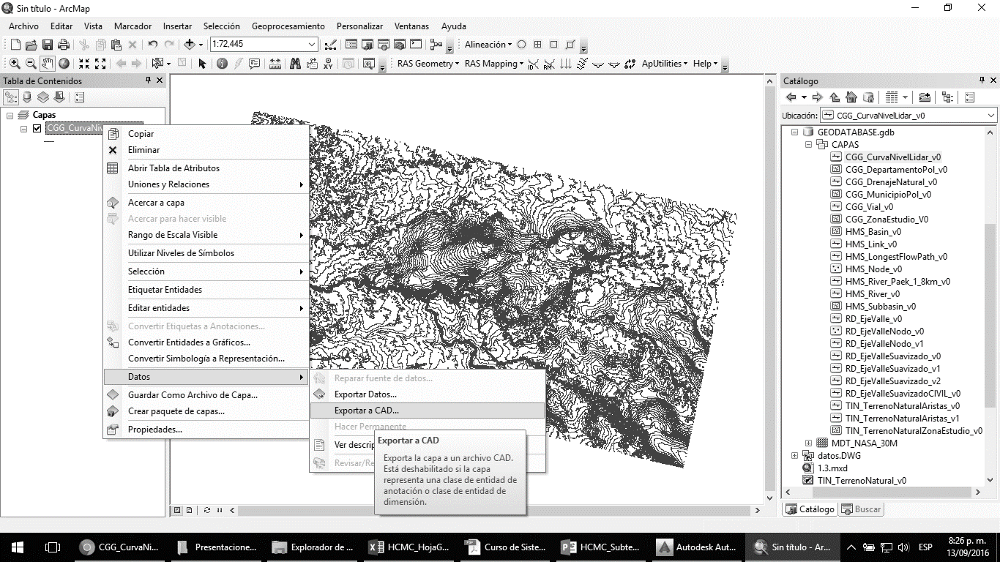 Sin título - ArcMap
Archivo Editar Vista Marcador Insertar Selección Geoprocesamiento Personalizar Ventanas Ayuda
1:72,445 Alineación
RAS Geometry RAS Mapping ApUtilities Help
Tabla de Contenidos
Capas
CGG_CurvaNiv
Copiar
Eliminar
Abrir Tabla de Atributos
Uniones y Relaciones
Acercar a capa
Acercar para hacer visible
Rango de Escala Visible
Utilizar Niveles de Símbolos
Selección
Etiquetar Entidades
Editar entidades
Convertir Etiquetas a Anotaciones...
Convertir Entidades a Gráficos...
Convertir Simbología a Representación...
Datos
Guardar Como Archivo de Capa...
Crear paquete de capas...
Propiedades...
Reparar fuente de datos...
Exportar Datos...
Exportar a CAD...
Hacer Permanente
Ver descrip
Revisar/Re
Exportar a CAD
Exporta la capa a un archivo CAD.
Está deshabilitado si la capa
representa una clase de entidad de
anotación o clase de entidad de
dimensión.
Catálogo
Ubicación: CGG_CurvaNivelLidar_v0
GEODATABASE.gdb
CAPAS
CGG_CurvaNivelLidar_v0
CGG_DepartamentoPol_v0
CGG_DrenajeNatural_v0
CGG_MunicipioPol_v0
CGG_Vial_v0
CGG_ZonaEstudio_V0
HMS_Basin_v0
HMS_Link_v0
HMS_LongestFlowPath_v0
HMS_Node_v0
HMS_River_Paek_1_8km_v0
HMS_River_v0
HMS_Subbasin_v0
RD_EjeValle_v0
RD_EjeValleNodo_v0
RD_EjeValleNodo_v1
RD_EjeValleSuavizado_v0
RD_EjeValleSuavizado_v1
RD_EjeValleSuavizado_v2
RD_EjeValleSuavizadoCIVIL_v0
TIN_TerrenoNaturalAristas_v0
TIN_TerrenoNaturalAristas_v1
TIN_TerrenoNaturalZonaEstudio_v0
MDT_NASA_30M
datos.DWG
1.3.mxd
TIN_TerrenoNatural_v0
Catálogo Buscar
CGG_CurvaNi... Presentacione... Explorador de ... HCMC_HojaG... Curso de Siste... HCMC_Subte... Autodesk Aut... Sin título - Ar... ESP 8:26 p. m.
13/09/2016